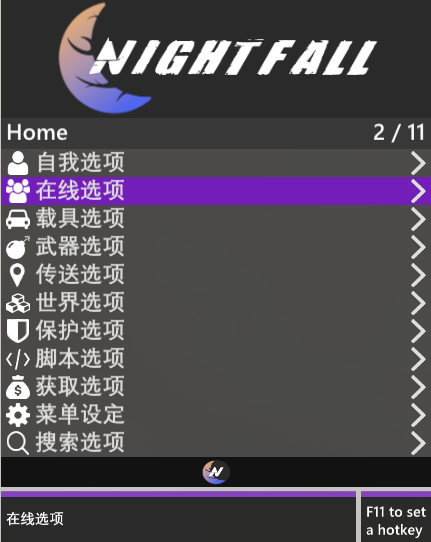 NIGHTFALL
Home 2 / 11
自我选项
在线选项
载具选项
武器选项
传送选项
世界选项
保护选项
脚本选项
获取选项
菜单设定
搜索选项
N
在线选项
F11 to set
a hotkey